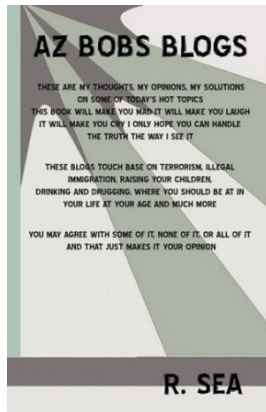 AZ BOBS BLOGS
THESE ARE MY THOUGHTS, MY OPINIONS, MY SOLUTIONS
ON SOME OF TODAY'S HOT TOPICS
THIS BOOK WILL MAKE YOU MAD IT WILL MAKE YOU LAUGH
IT WILL MAKE YOU CRY I ONLY HOPE YOU CAN HANDLE
THE TRUTH THE WAY I SEE IT
THESE BLOGS TOUCH BASE ON TERRORISM, ILLEGAL
IMMIGRATION, RAISING YOUR CHILDREN,
DRINKING AND DRUGGING, WHERE YOU SHOULD BE AT IN
YOUR LIFE AT YOUR AGE AND MUCH MORE
YOU MAY AGREE WITH SOME OF IT, NONE OF IT, OR ALL OF IT
AND THAT JUST MAKES IT YOUR OPINION
R. SEA